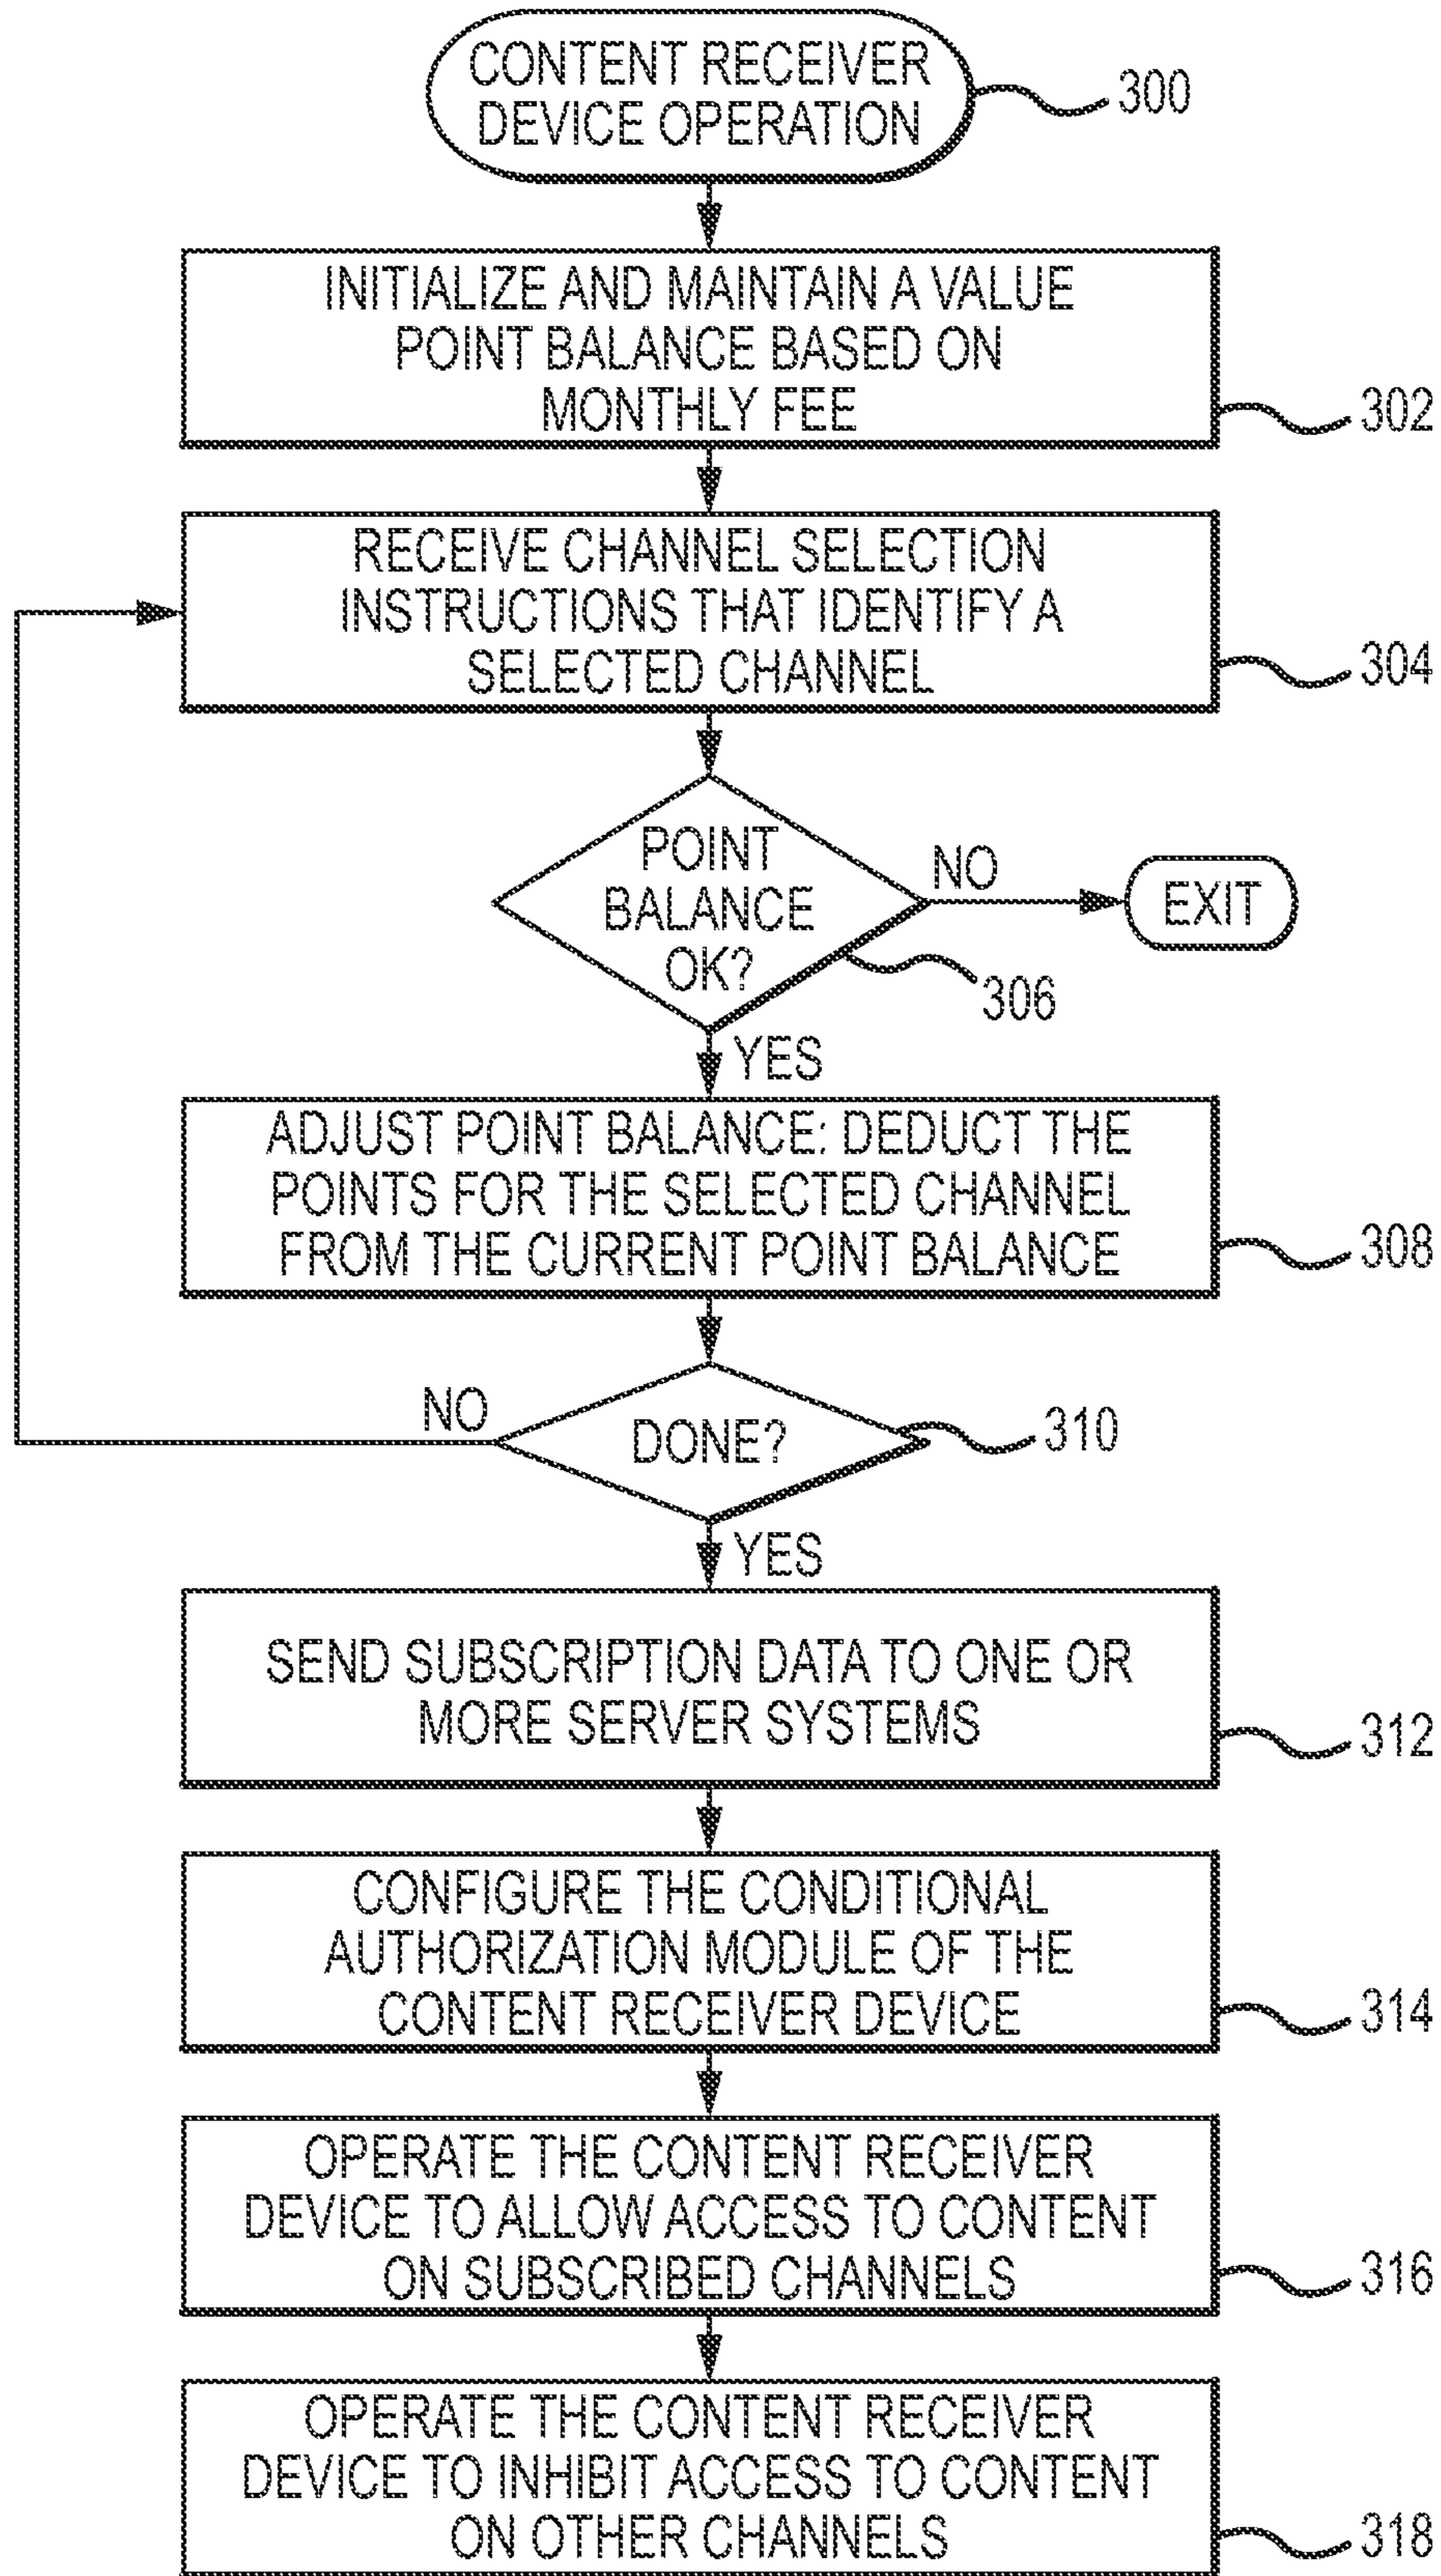 CONTENT RECEIVER
DEVICE OPERATION
300
INITIALIZE AND MAINTAIN A VALUE
POINT BALANCE BASED ON
MONTHLY FEE
302
RECEIVE CHANNEL SELECTION
INSTRUCTIONS THAT IDENTIFY A
SELECTED CHANNEL
304
POINT
BALANCE
OK?
NO
EXIT
306
YES
ADJUST POINT BALANCE: DEDUCT THE
POINTS FOR THE SELECTED CHANNEL
FROM THE CURRENT POINT BALANCE
308
NO
DONE?
310
YES
SEND SUBSCRIPTION DATA TO ONE OR
MORE SERVER SYSTEMS
312
CONFIGURE THE CONDITIONAL
AUTHORIZATION MODULE OF THE
CONTENT RECEIVER DEVICE
314
OPERATE THE CONTENT RECEIVER
DEVICE TO ALLOW ACCESS TO CONTENT
ON SUBSCRIBED CHANNELS
316
OPERATE THE CONTENT RECEIVER
DEVICE TO INHIBIT ACCESS TO CONTENT
ON OTHER CHANNELS
318